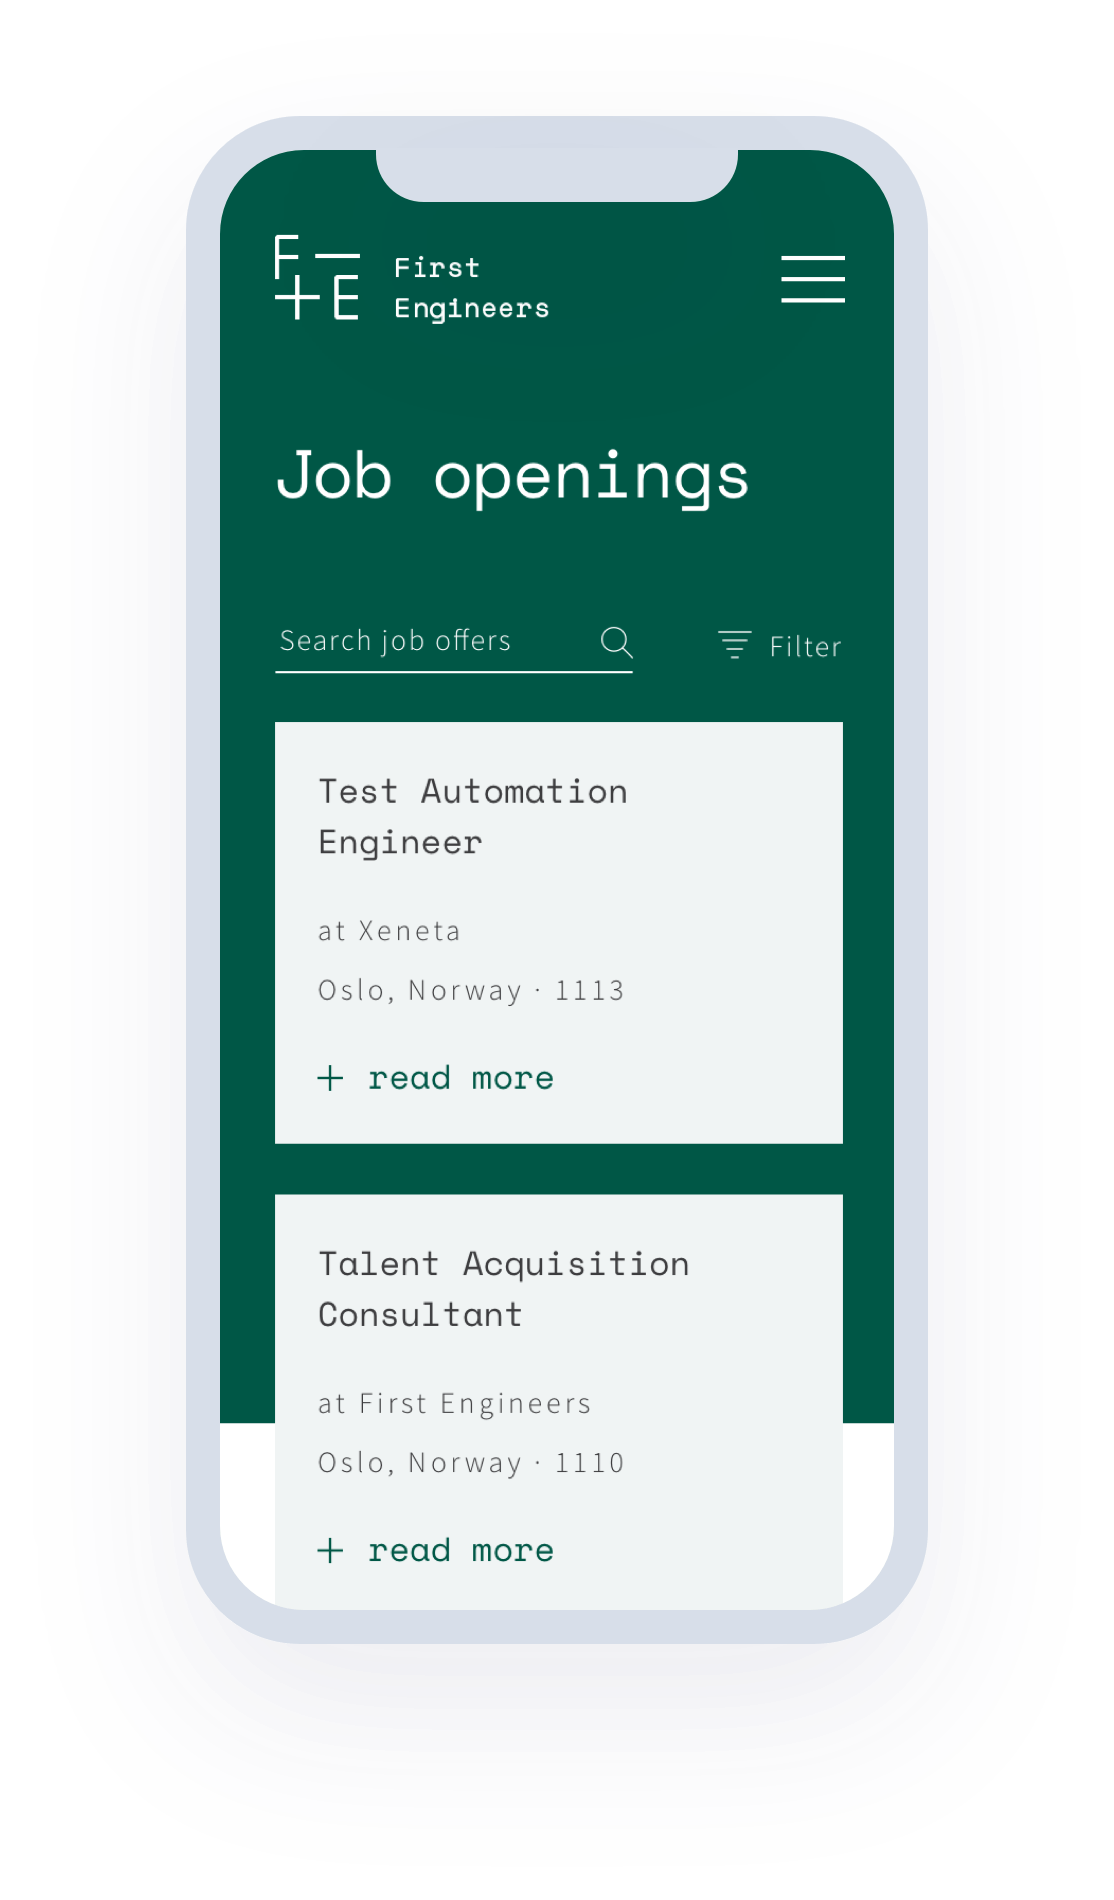 F
E
First
Engineers
Job openings
Search job offers
Filter
Test Automation
Engineer
at Xeneta
Oslo, Norway · 1113
+ read more
Talent Acquisition
Consultant
at First Engineers
Oslo, Norway · 1110
+ read more